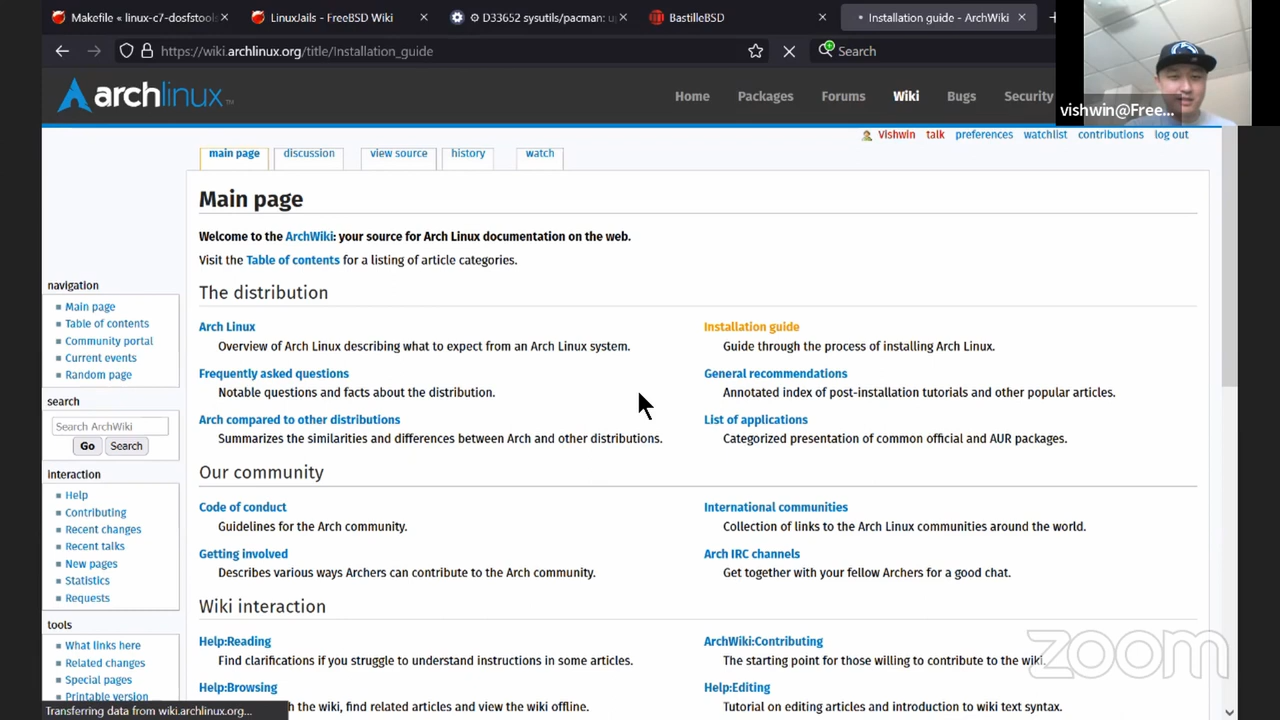 Makefile « linux-c7-dosfstools
LinuxJails - FreeBSD Wiki
D33652 sysutils/pacman: u
BastilleBSD
Installation guide - ArchWiki
https://wiki.archlinux.org/title/Installation_guide
Search
archlinux
Home Packages Forums Wiki Bugs Security
vishwin@Free...
Vishwin talk preferences watchlist contributions log out
main page discussion view source history watch
Main page
Welcome to the ArchWiki: your source for Arch Linux documentation on the web.
Visit the Table of contents for a listing of article categories.
The distribution
Arch Linux
Overview of Arch Linux describing what to expect from an Arch Linux system.
Frequently asked questions
Notable questions and facts about the distribution.
Arch compared to other distributions
Summarizes the similarities and differences between Arch and other distributions.
Installation guide
Guide through the process of installing Arch Linux.
General recommendations
Annotated index of post-installation tutorials and other popular articles.
List of applications
Categorized presentation of common official and AUR packages.
Our community
Code of conduct
Guidelines for the Arch community.
Getting involved
Describes various ways Archers can contribute to the Arch community.
International communities
Collection of links to the Arch Linux communities around the world.
Arch IRC channels
Get together with your fellow Archers for a good chat.
Wiki interaction
Help:Reading
Find clarifications if you struggle to understand instructions in some articles.
Help:Browsing
h the wiki, find related articles and view the wiki offline.
ArchWiki:Contributing
The starting point for those willing to contribute to the wiki.
Help:Editing
Tutorial on editing articles and introduction to wiki text syntax.
navigation
Main page
Table of contents
Community portal
Current events
Random page
search
Search ArchWiki
Go Search
interaction
Help
Contributing
Recent changes
Recent talks
New pages
Statistics
Requests
tools
What links here
Related changes
Special pages
Printable version
Transferring data from wiki.archlinux.org...
zoom